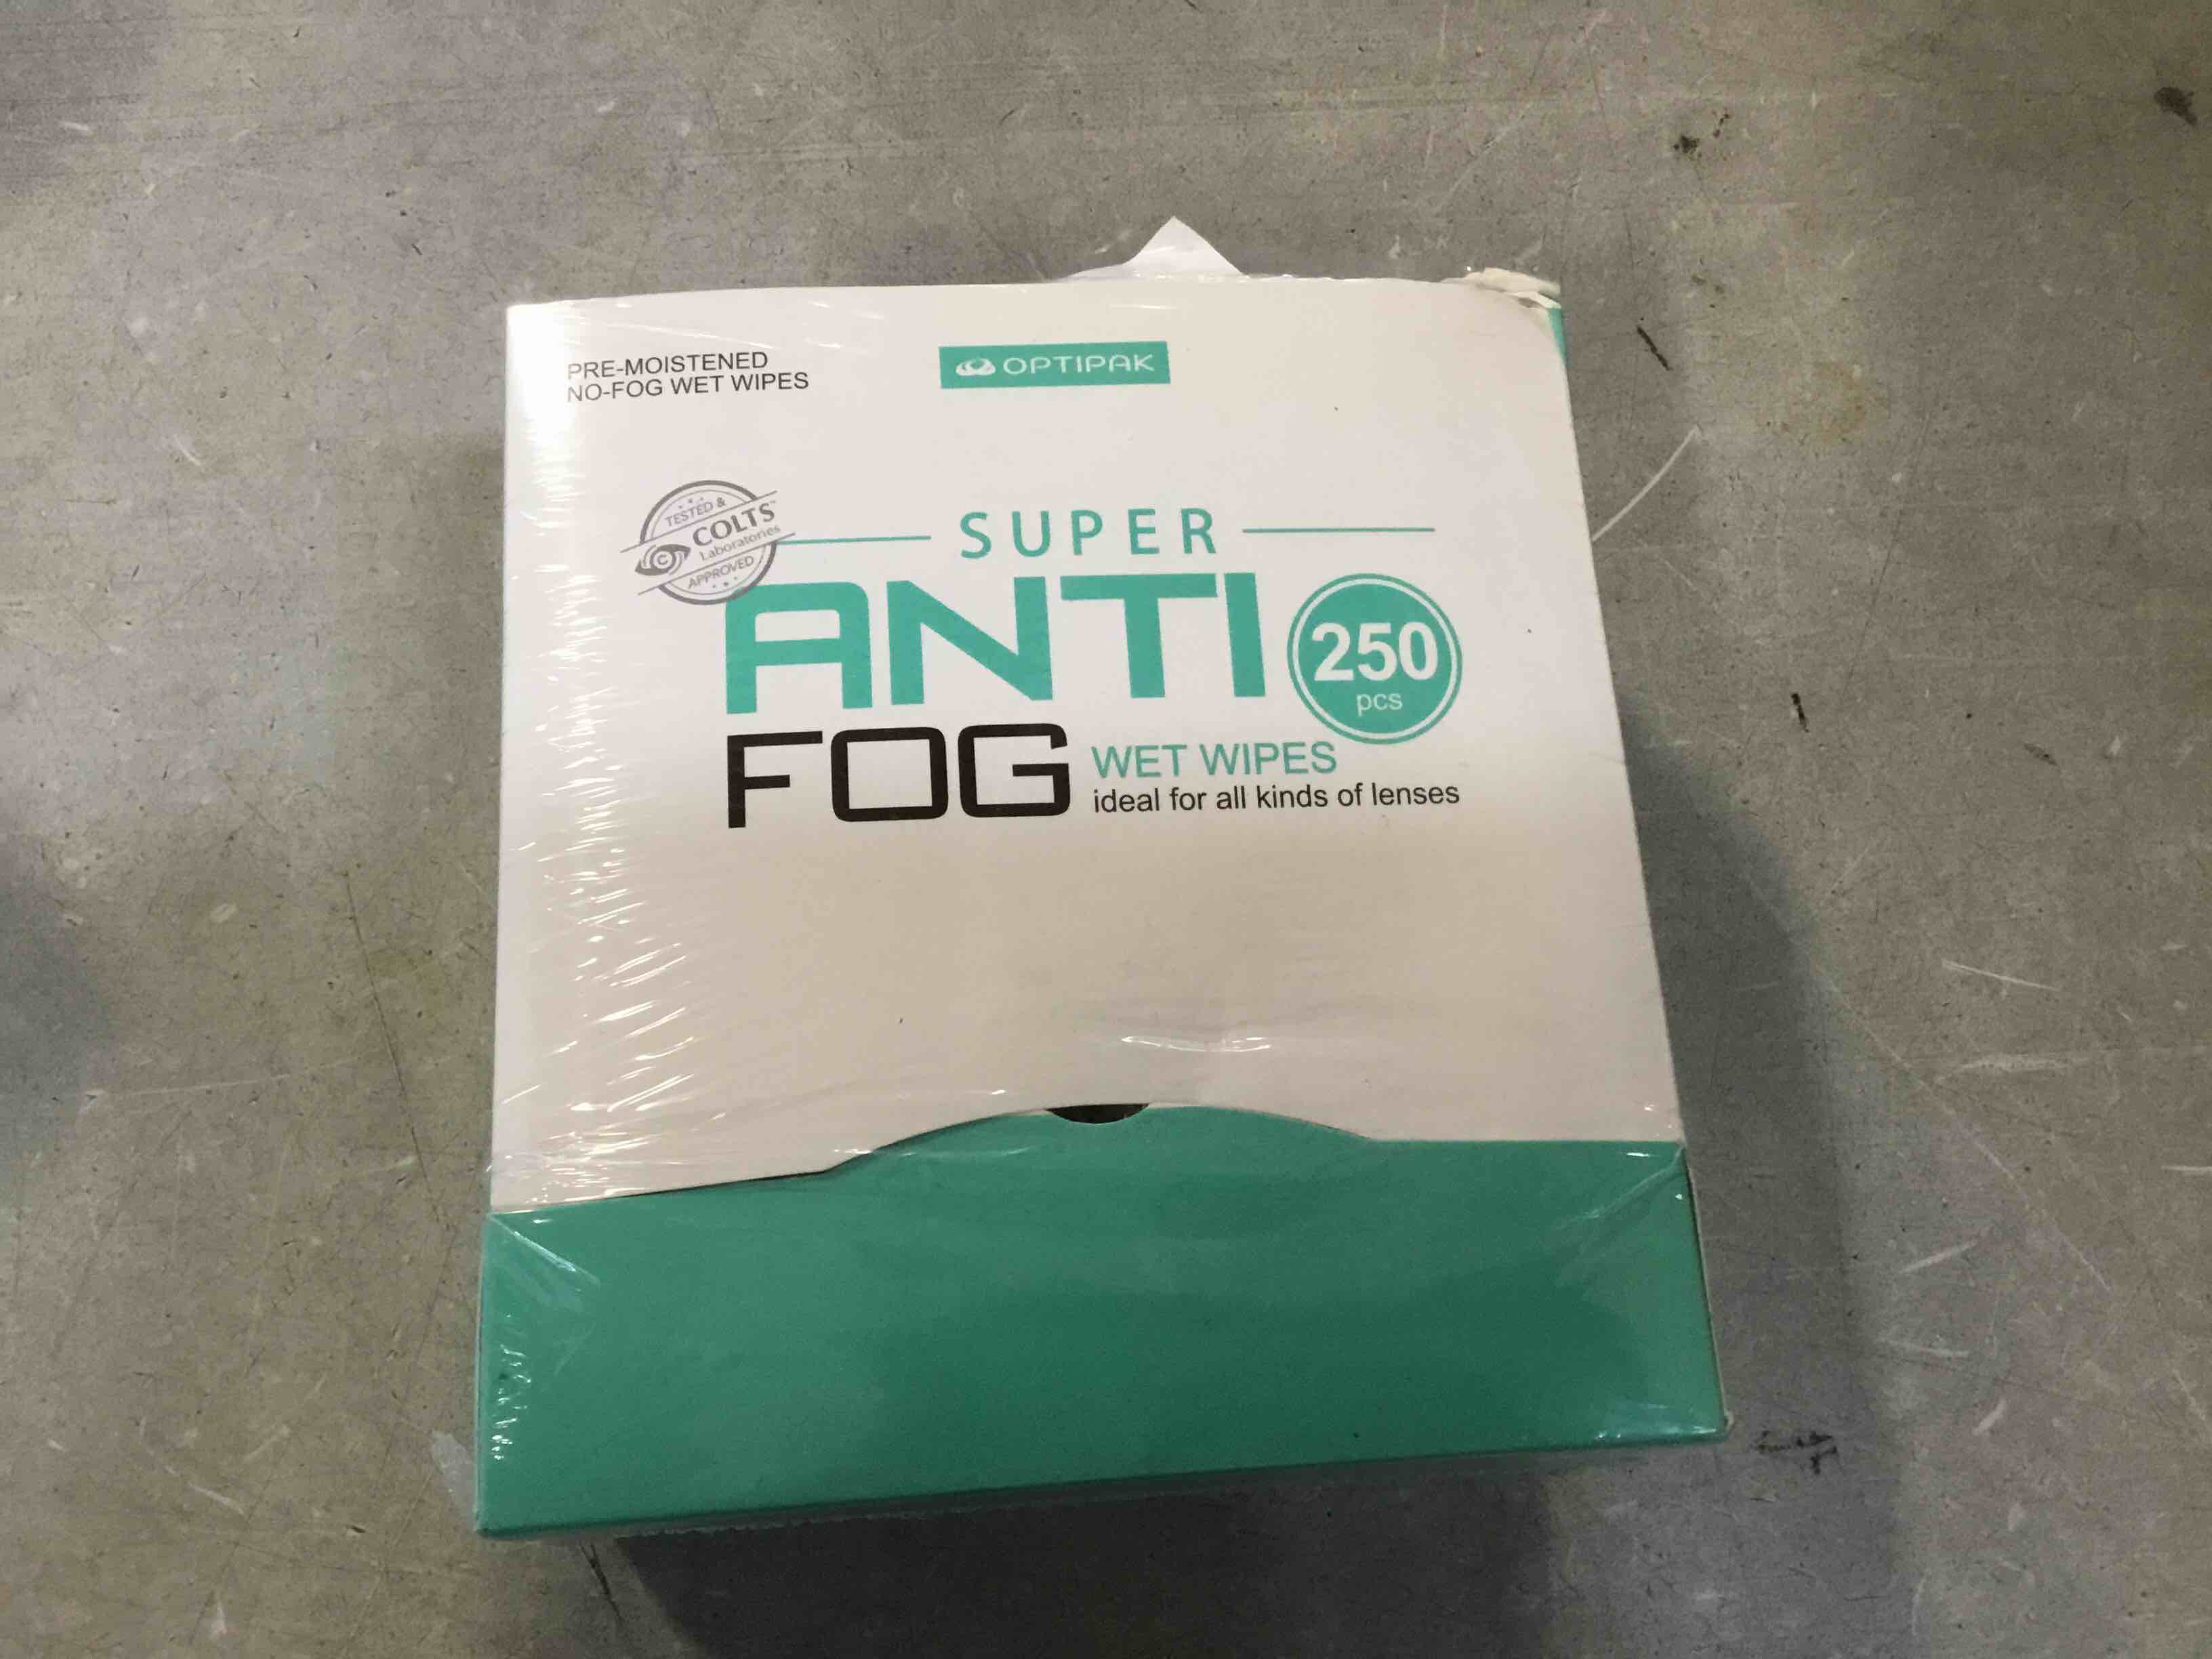 PRE-MOISTENED
NO-FOG WET WIPES
OPTIPAK
TESTED &
COLTS™
Laboratories
APPROVED
SUPER
ANTI
250
pcs
FOG
WET WIPES
ideal for all kinds of lenses